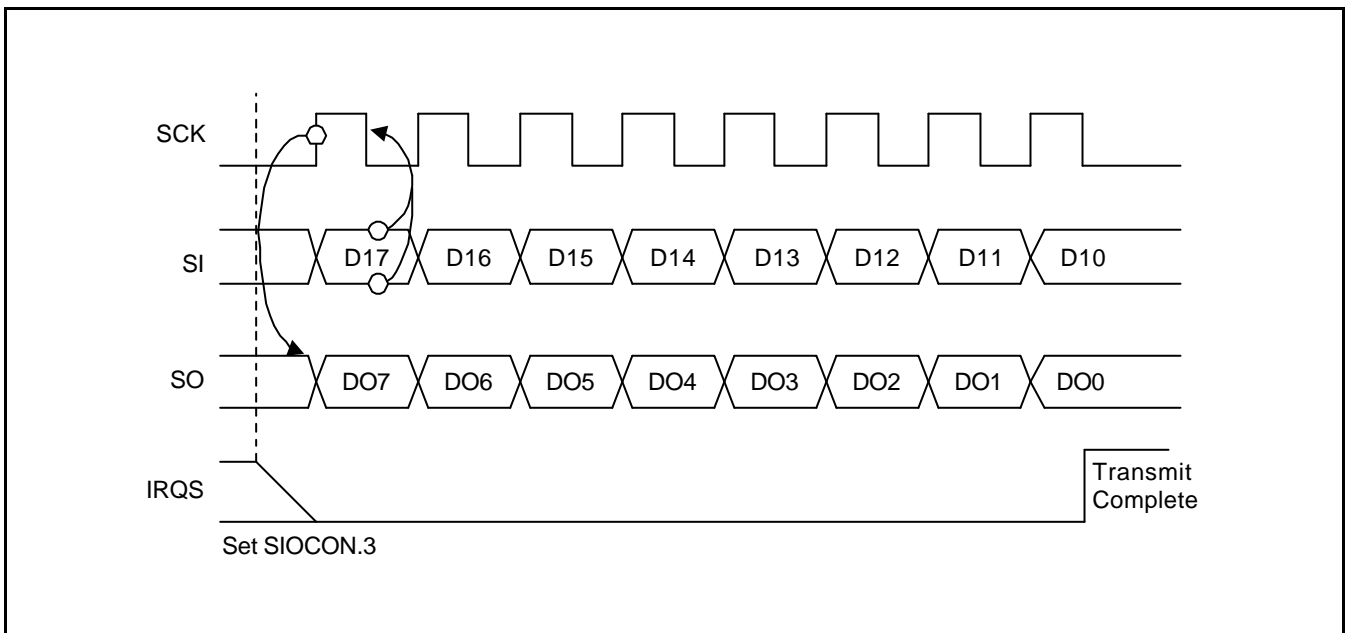 SCK
SI
D17 D16 D15 D14 D13 D12 D11 D10
SO
DO7 DO6 DO5 DO4 DO3 DO2 DO1 DO0
IRQS
Transmit
Complete
Set SIOCON.3